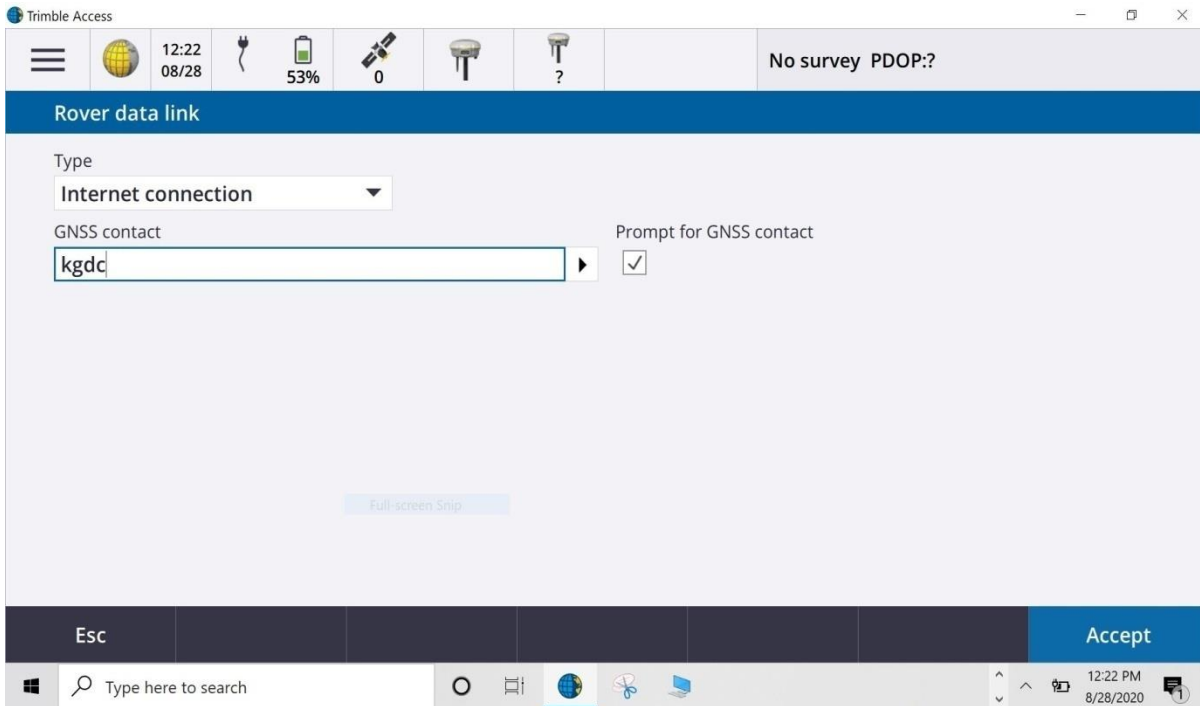 Trimble Access
12:22
08/28
53%
0
?
No survey PDOP:?
Rover data link
Type
Internet connection
GNSS contact
Prompt for GNSS contact
kgdc
Full-screen Snip
Esc
Accept
Type here to search
12:22 PM
8/28/2020
1